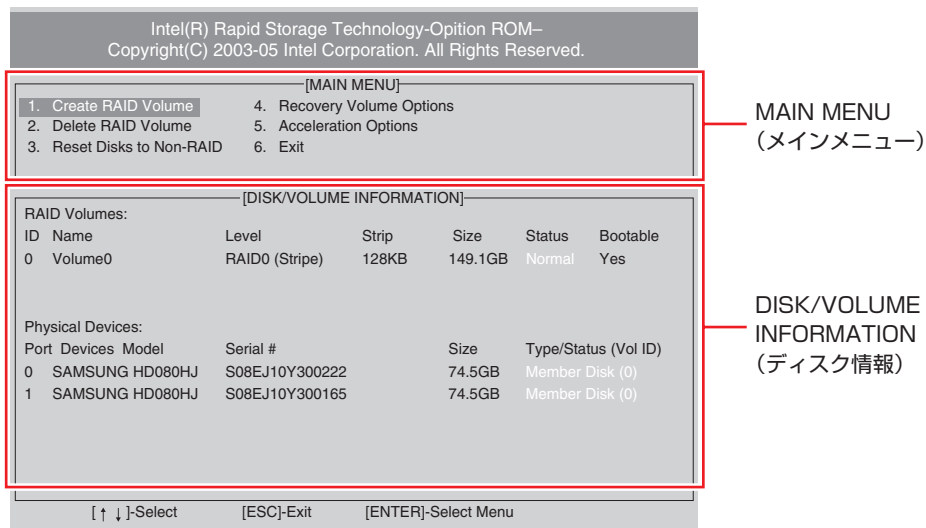 Intel(R) Rapid Storage Technology-Opition ROM–
Copyright(C) 2003-05 Intel Corporation. All Rights Reserved.
[MAIN MENU]
1. Create RAID Volume 4. Recovery Volume Options
2. Delete RAID Volume 5. Acceleration Options
3. Reset Disks to Non-RAID 6. Exit
MAIN MENU
（メインメニュー）
[DISK/VOLUME INFORMATION]
RAID Volumes:
ID Name Level Strip Size Status Bootable
0 Volume0 RAID0 (Stripe) 128KB 149.1GB Normal Yes
Physical Devices:
Port Devices Model Serial # Size Type/Status (Vol ID)
0 SAMSUNG HD080HJ S08EJ10Y300222 74.5GB Member Disk (0)
1 SAMSUNG HD080HJ S08EJ10Y300165 74.5GB Member Disk (0)
DISK/VOLUME
INFORMATION
（ディスク情報）
[↑↓]-Select [ESC]-Exit [ENTER]-Select Menu